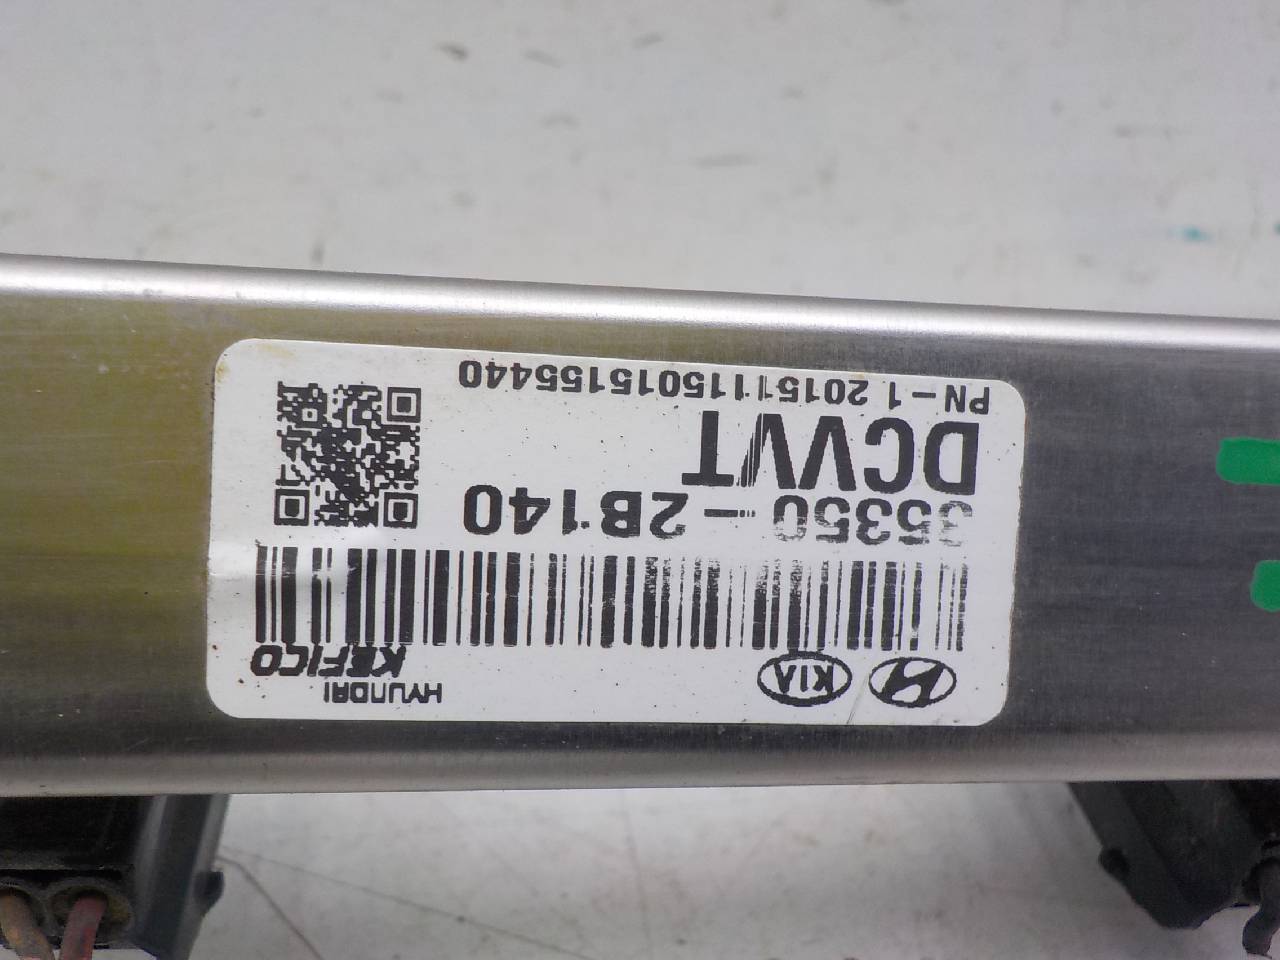 KIA
HYUNDAI
KEFICO
35350-2B140
DCVVT
PN-1 20151115015155440